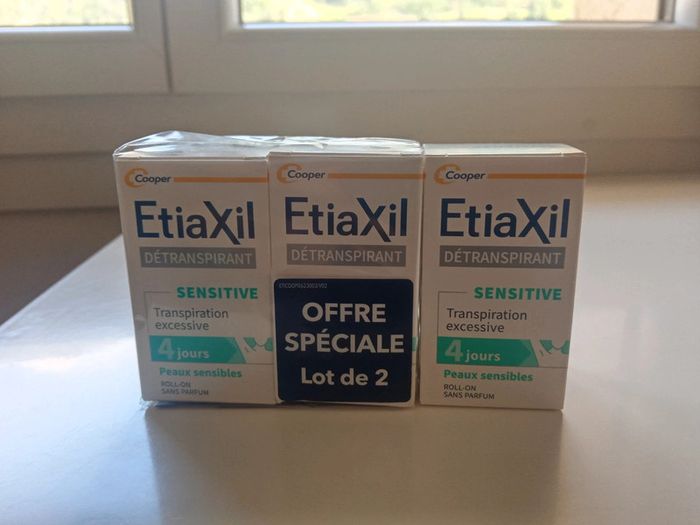 Cooper
EtiaXil
DÉTRANSPIRANT
SENSITIVE
Transpiration
excessive
4 jours
Peaux sensibles
ROLL-ON
SANS PARFUM
Cooper
EtiaXil
DÉTRANSPIRANT
OFFRE
SPÉCIALE
Lot de 2
Cooper
EtiaXil
DÉTRANSPIRANT
SENSITIVE
Transpiration
excessive
4 jours
Peaux sensibles
ROLL-ON
SANS PARFUM